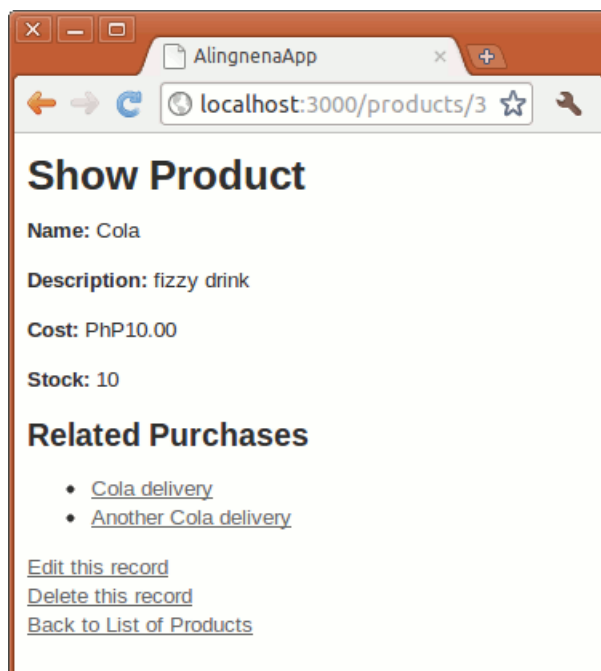 AlingnenaApp
localhost:3000/products/3
Show Product
Name: Cola
Description: fizzy drink
Cost: PhP10.00
Stock: 10
Related Purchases
Cola delivery
Another Cola delivery
Edit this record
Delete this record
Back to List of Products